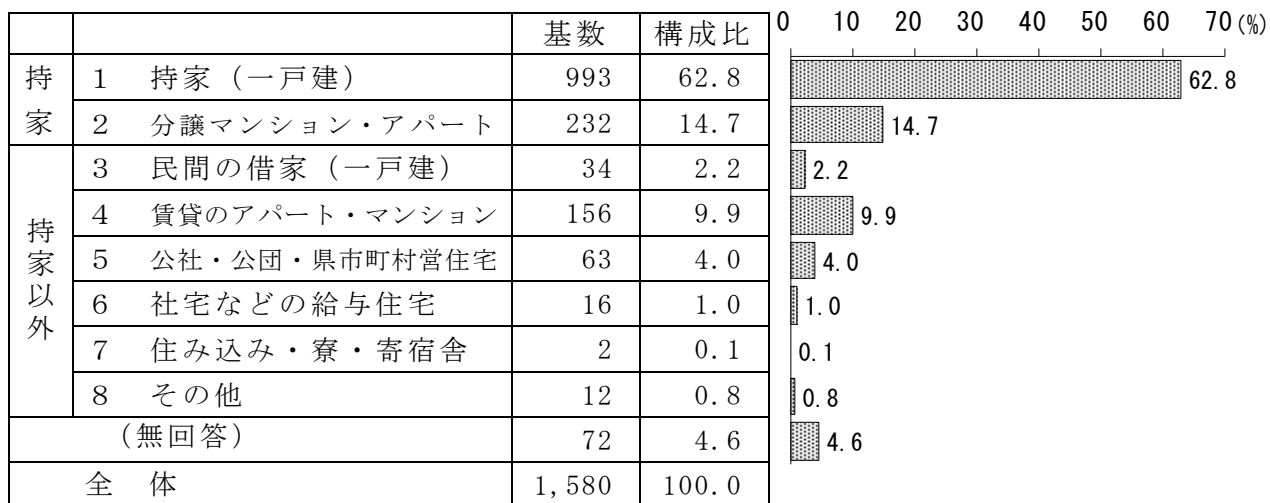 基数 構成比 0 10 20 30 40 50 60 70(%)
持家 1 持家（一戸建） 993 62.8 62.8
2 分譲マンション・アパート 232 14.7 14.7
持家以外 3 民間の借家（一戸建） 34 2.2 2.2
4 賃貸のアパート・マンション 156 9.9 9.9
5 公社・公団・県市町村営住宅 63 4.0 4.0
6 社宅などの給与住宅 16 1.0 1.0
7 住み込み・寮・寄宿舎 2 0.1 0.1
8 その他 12 0.8 0.8
（無回答） 72 4.6 4.6
全 体 1,580 100.0